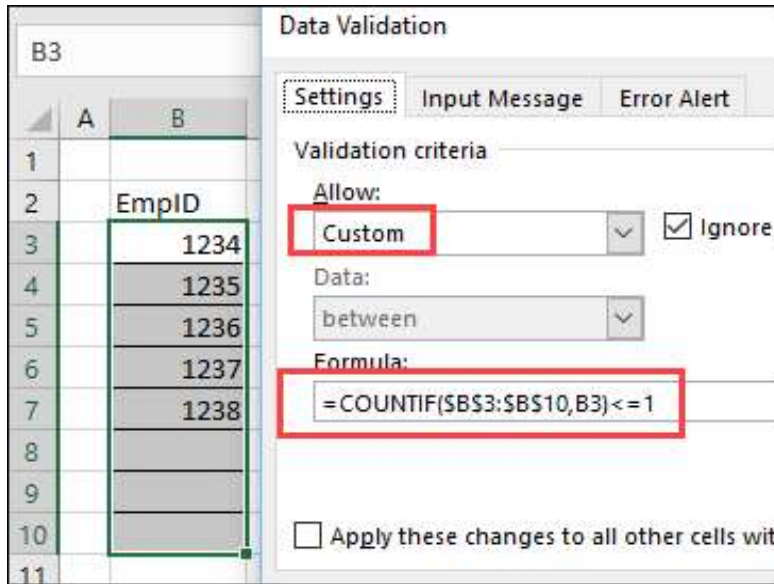 B3
Data Validation
Settings Input Message Error Alert
A B
Validation criteria
1
Allow:
2 EmpID
Custom Ignore
3 1234
4 1235
Data:
5 1236
between
6 1237
Formula:
7 1238
=COUNTIF($B$3:$B$10,B3)<=1
8
9
10
Apply these changes to all other cells wit
11